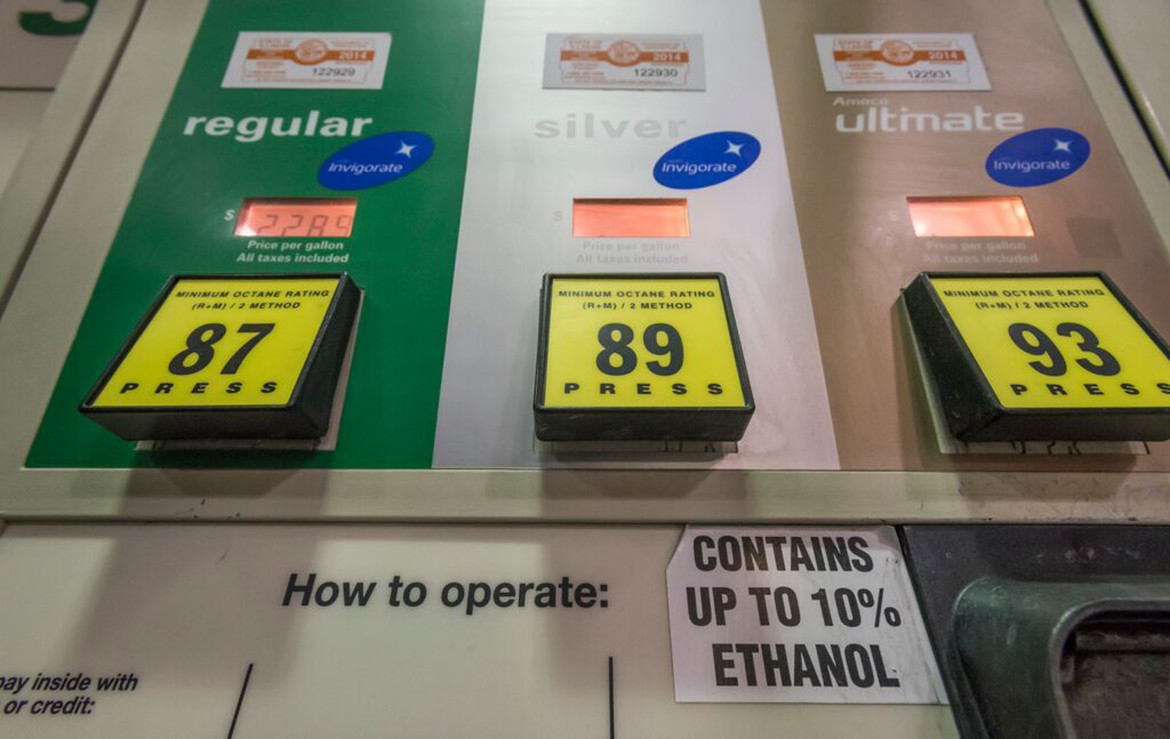 2014
122929
2014
122930
2014
122931
regular
silver
Amoco
ultimate
Invigorate
Invigorate
Invigorate
$ 2289
$
$
Price per gallon
All taxes included
Price per gallon
All taxes included
Price per gallon
All taxes included
MINIMUM OCTANE RATING
(R+M) / 2 METHOD
87
PRESS
MINIMUM OCTANE RATING
(R+M) / 2 METHOD
89
PRESS
MINIMUM OCTANE RATING
(R+M) / 2 METHOD
93
PRESS
How to operate:
CONTAINS
UP TO 10%
ETHANOL
pay inside with
or credit: